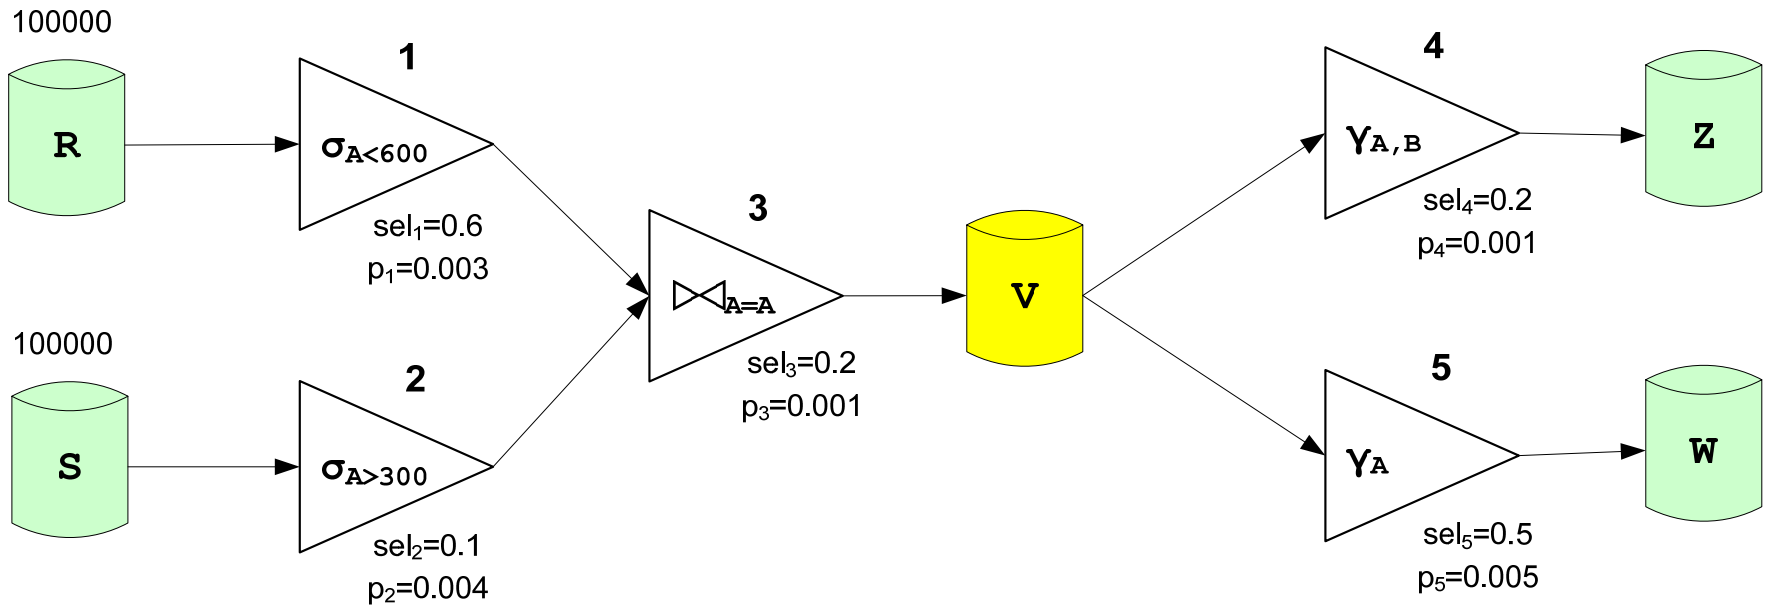 100000
R
1
σA<600
sel1=0.6
p1=0.003
100000
S
2
σA>300
sel2=0.1
p2=0.004
3
⋈A=A
sel3=0.2
p3=0.001
V
4
γA,B
sel4=0.2
p4=0.001
Z
5
γA
sel5=0.5
p5=0.005
W